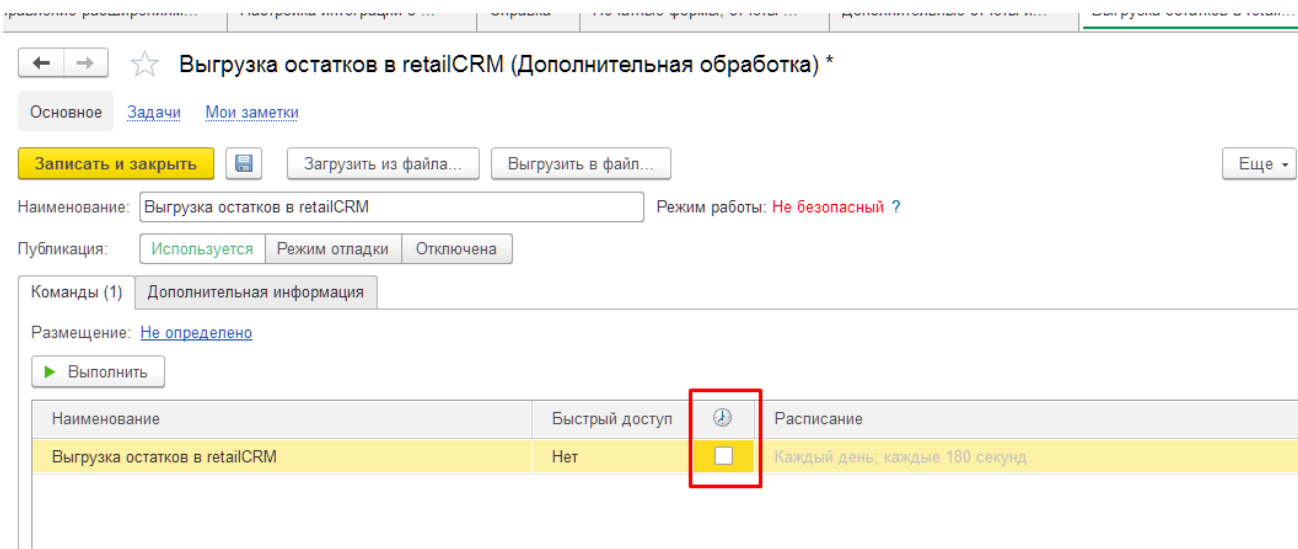 Выгрузка остатков в retailCRM (Дополнительная обработка) *
Основное Задачи Мои заметки
Записать и закрыть Загрузить из файла... Выгрузить в файл... Еще
Наименование: Выгрузка остатков в retailCRM Режим работы: Не безопасный ?
Публикация: Используется Режим отладки Отключена
Команды (1) Дополнительная информация
Размещение: Не определено
Выполнить
Наименование Быстрый доступ Расписание
Выгрузка остатков в retailCRM Нет Каждый день; каждые 180 секунд.